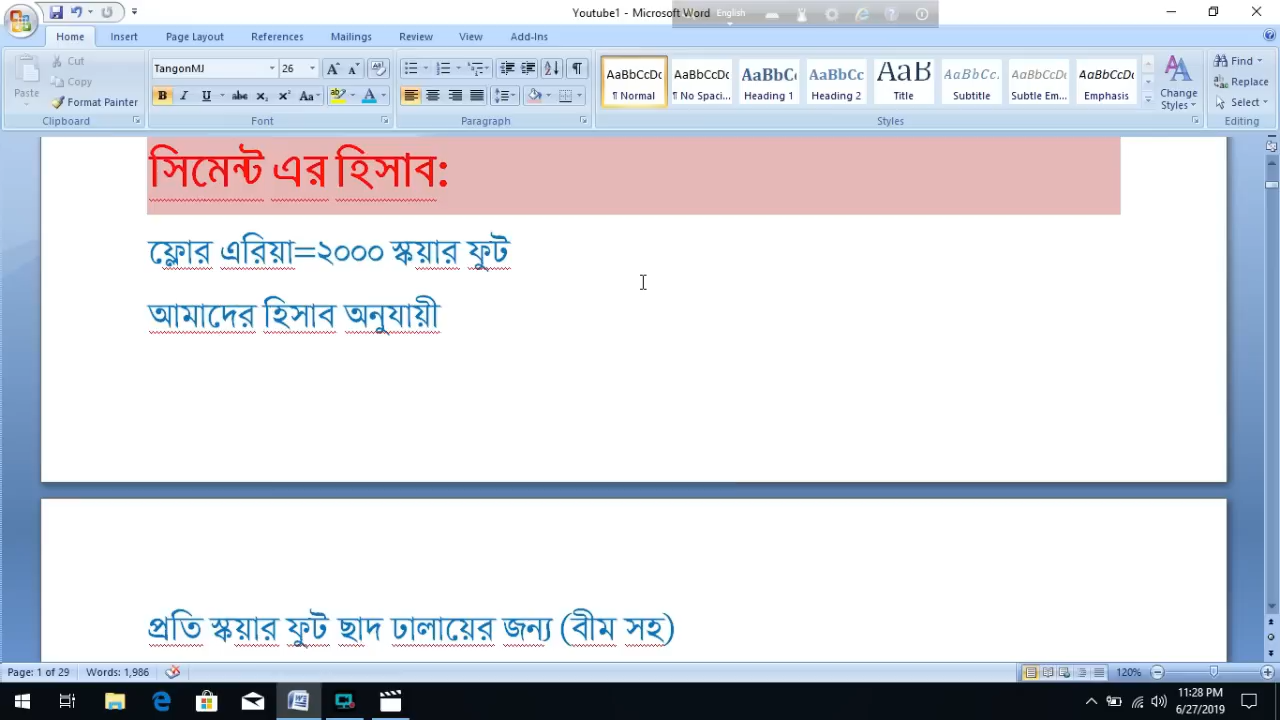 Youtube1 - Microsoft Word
English
Home Insert Page Layout References Mailings Review View Add-Ins
Paste
Cut
Copy
Format Painter
Clipboard
TangonMJ 26
Font
Paragraph
AaBbCcDc AaBbCcDc AaBbCc AaBbCc AaB AaBbCc. AaBbCcDc AaBbCcDc
¶ Normal ¶ No Spaci... Heading 1 Heading 2 Title Subtitle Subtle Em... Emphasis
Change Styles
Styles
Find
Replace
Select
Editing
সিমেন্ট এর হিসাব:
ফ্লোর এরিয়া=২০০০ স্কয়ার ফুট
আমাদের হিসাব অনুযায়ী
প্রতি স্কয়ার ফুট ছাদ ঢালায়ের জন্য (বীম সহ)
Page: 1 of 29 Words: 1,986 120%
11:28 PM
6/27/2019